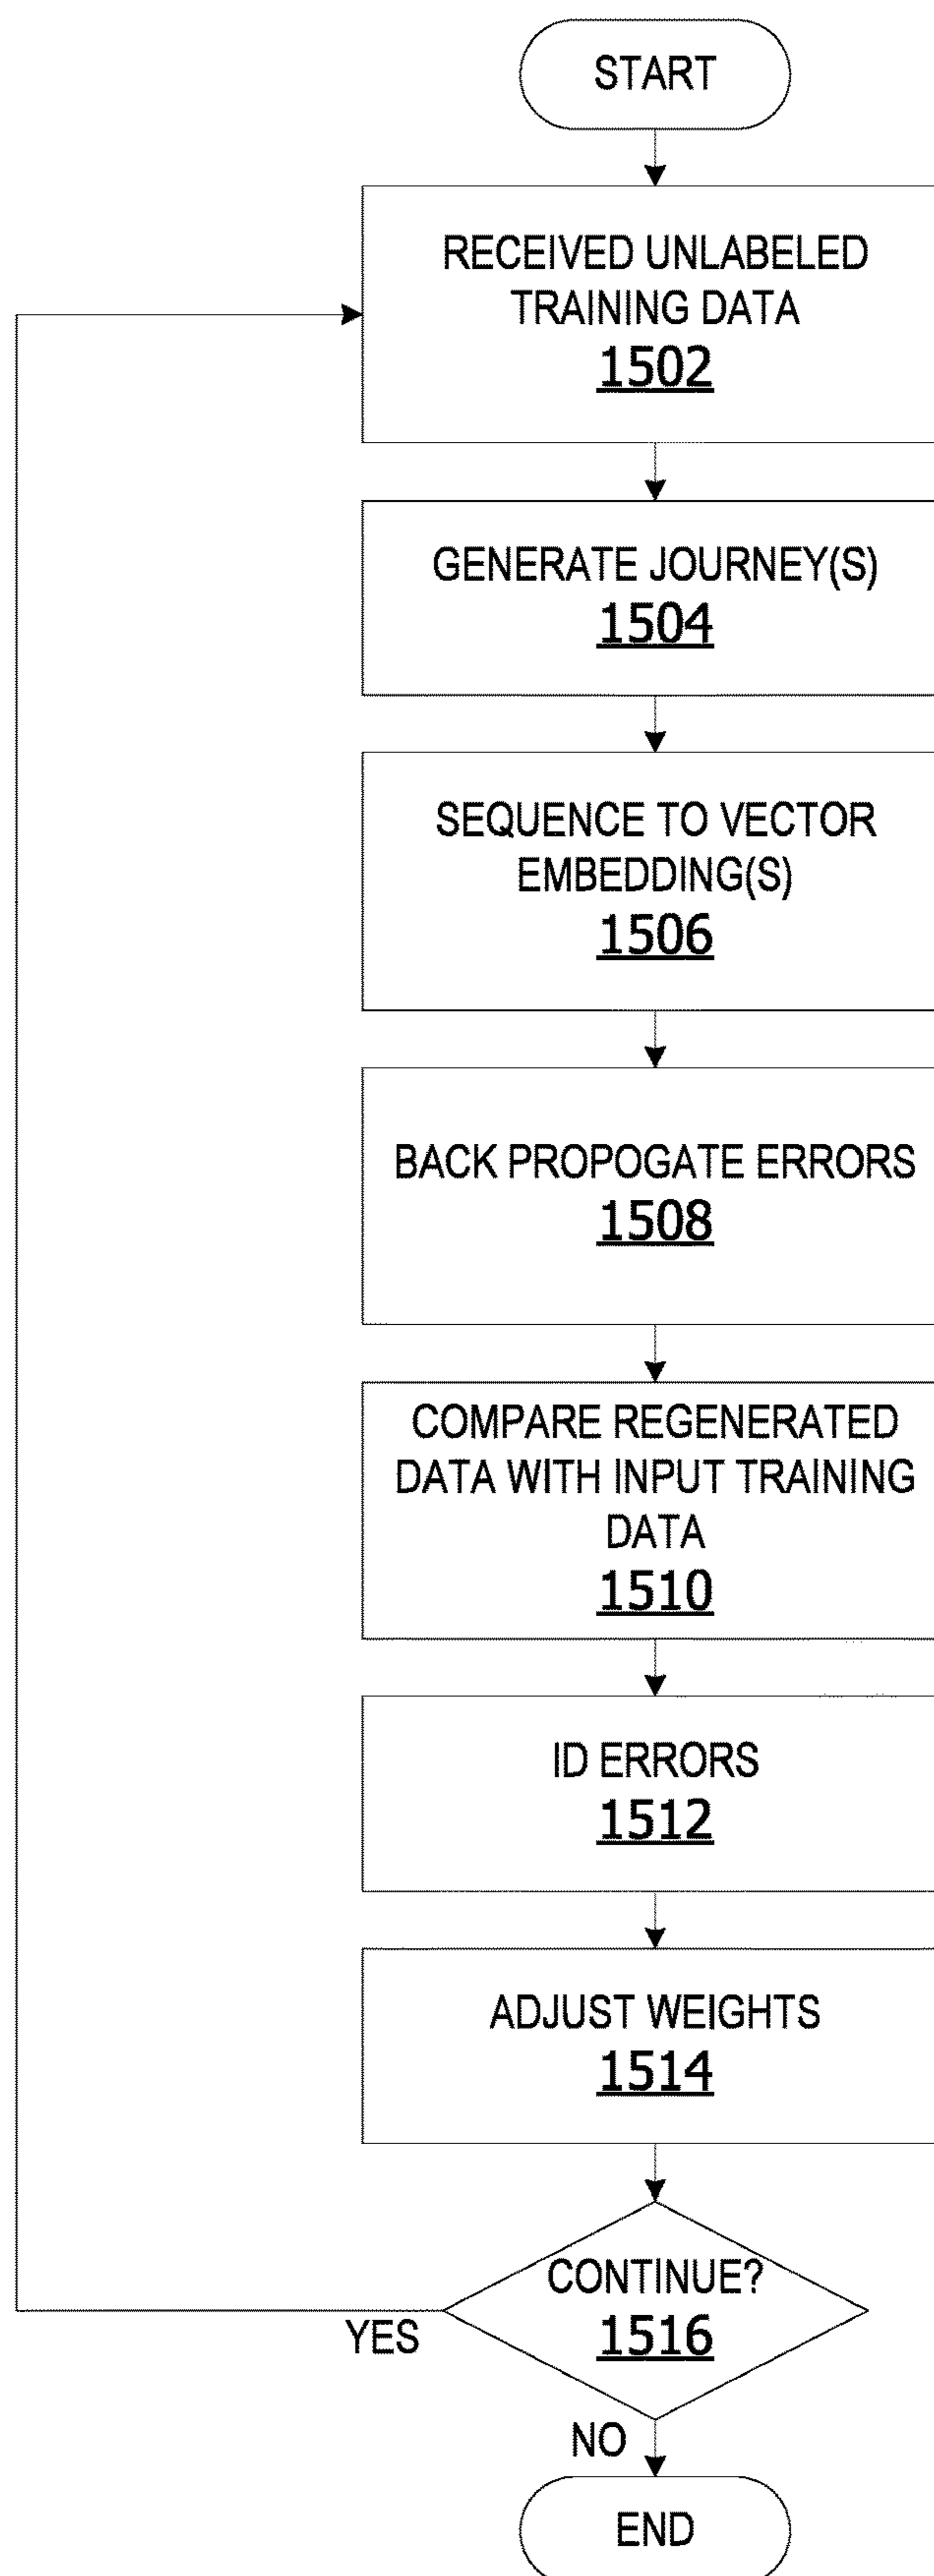 START
RECEIVED UNLABELED
TRAINING DATA
1502
GENERATE JOURNEY(S)
1504
SEQUENCE TO VECTOR
EMBEDDING(S)
1506
BACK PROPOGATE ERRORS
1508
COMPARE REGENERATED
DATA WITH INPUT TRAINING
DATA
1510
ID ERRORS
1512
ADJUST WEIGHTS
1514
CONTINUE?
1516
YES
NO
END